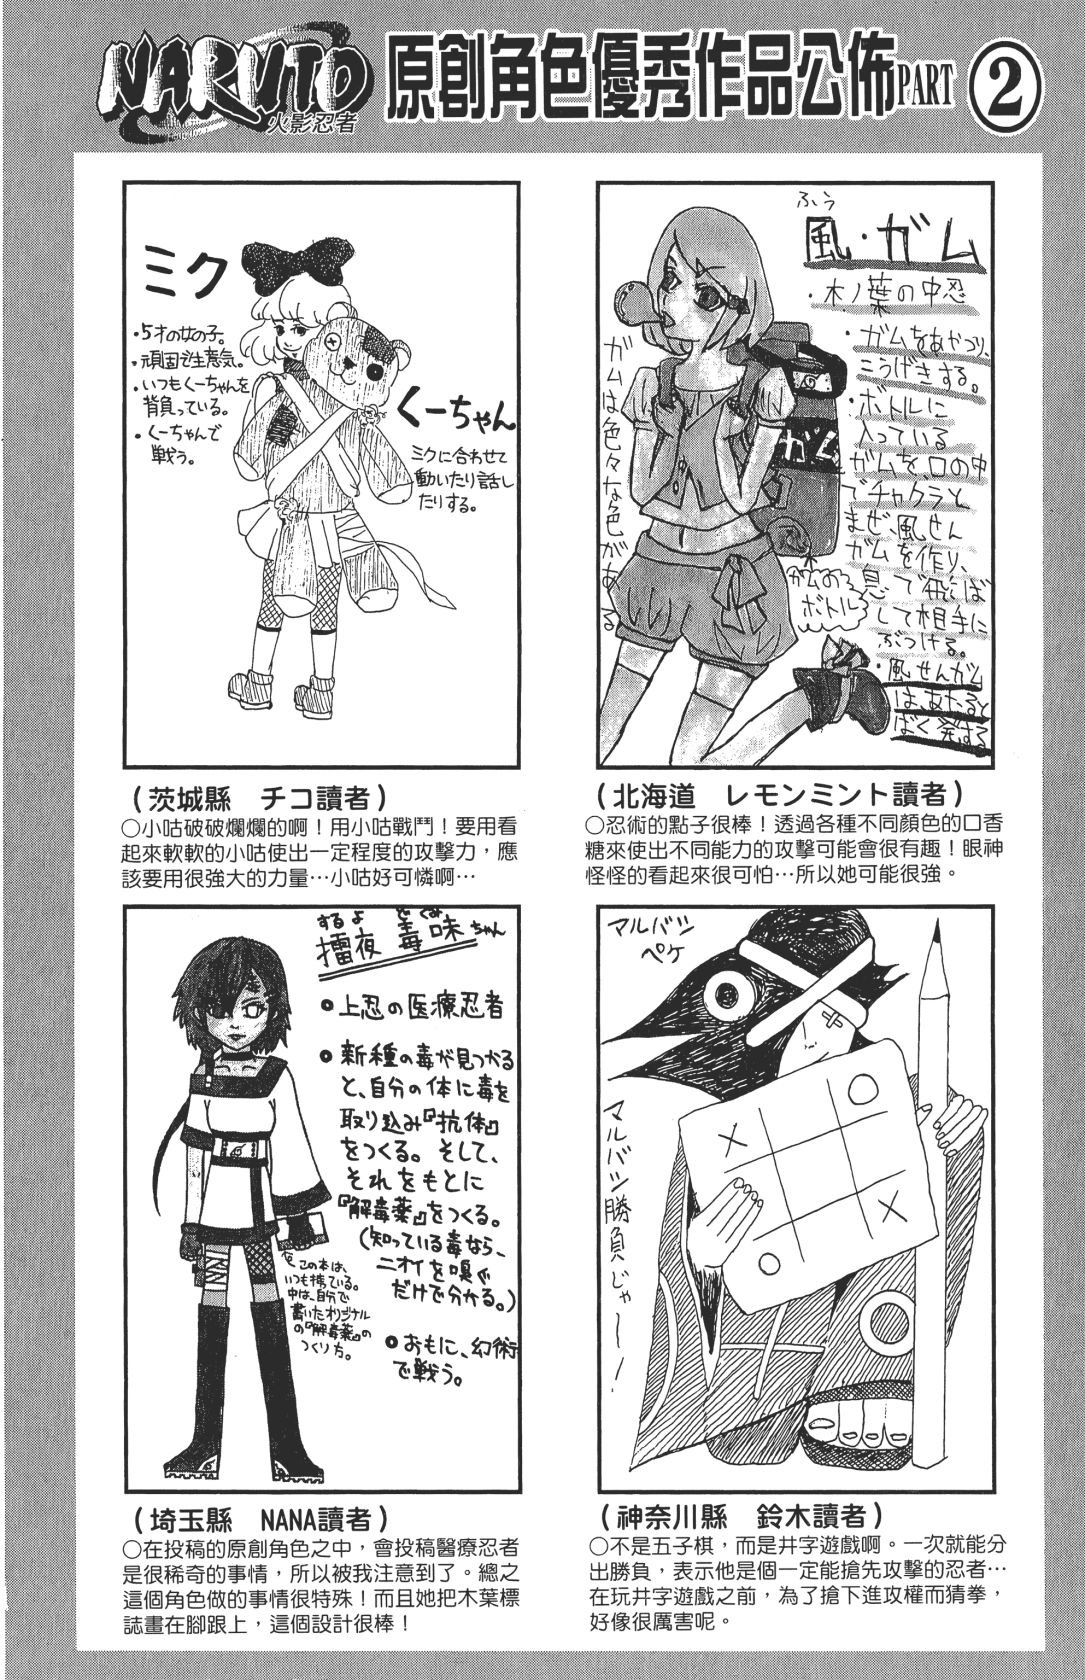 NARUTO
火影忍者
原創角色優秀作品公佈PART 2
ミク
・5才の女の子。
・頑固で生意気。
・いつもくーちゃんを
背負っている。
・くーちゃんで
戦う。
くーちゃん
ミクに合わせて
動いたり話し
たりする。
(茨城縣 チコ讀者)
○小咕破破爛爛的啊！用小咕戰鬥！要用看
起來軟軟的小咕使出一定程度的攻擊力，應
該要用很強大的力量…小咕好可憐啊…
ふう
風・ガム
・木ノ葉の中忍
・ガムをあやつり、
こうげきする。
・ボトルに
入っている
ガムを口の中
でチャクラと
まぜ、風せん
ガムを作り、
息で飛ば
して相手に
ぶつける。
・風せんガム
は、あたると
ばく発する
ガムは色々な色がある
ガム
忍
ガムの
ボトル
(北海道 レモンミント讀者)
○忍術的點子很棒！透過各種不同顏色的口香
糖來使出不同能力的攻擊可能會很有趣！眼神
怪怪的看起來很可怕…所以她可能很強。
するよ どくみ
擂夜 毒味ちゃん
●上忍の医療忍者
●新種の毒が見つかる
と、自分の体に毒を
取り込み『抗体』
をつくる。そして、
それをもとに
『解毒薬』をつくる。
(知っている毒なら、
ニオイを嗅ぐ
だけで分かる。)
●おもに、幻術
で戦う。
この本は、
いつも持ている。
中は、自分で
書いたオリジナル
の『解毒薬』の
つくり方。
(埼玉縣 NANA讀者)
○在投稿的原創角色之中，會投稿醫療忍者
是很稀奇的事情，所以被我注意到了。總之
這個角色做的事情很特殊！而且她把木葉標
誌畫在腳跟上，這個設計很棒！
マルバツ
ペケ
マルバツ勝負じゃー！
(神奈川縣 鈴木讀者)
○不是五子棋，而是井字遊戲啊。一次就能分
出勝負，表示他是個一定能搶先攻擊的忍者…
在玩井字遊戲之前，為了搶下進攻權而猜拳，
好像很厲害呢。